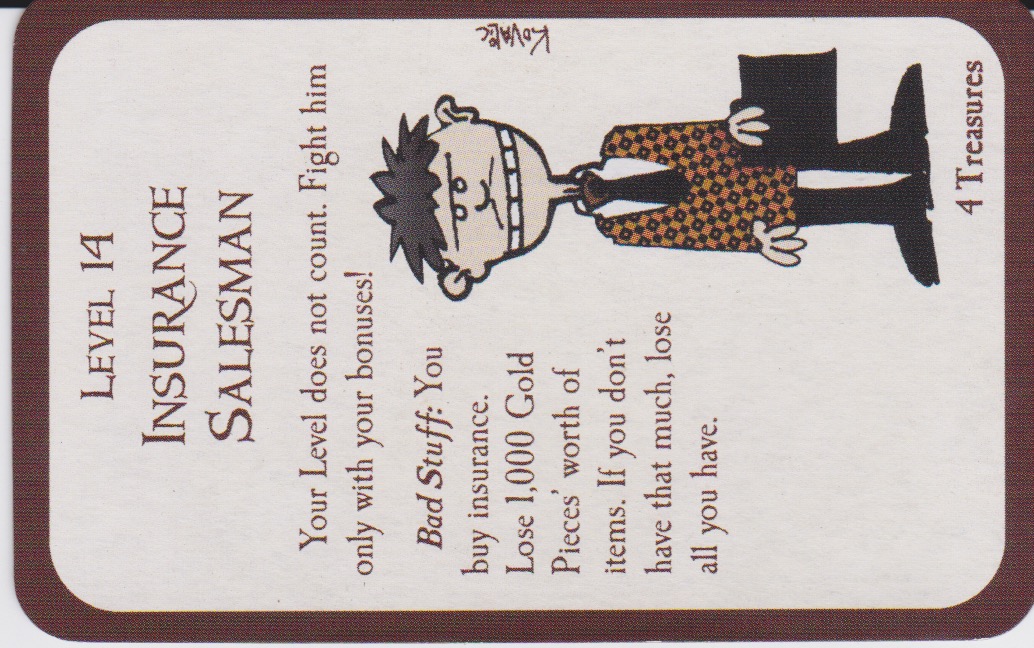 LEVEL 14
INSURANCE
SALESMAN
Your Level does not count. Fight him
only with your bonuses!
Bad Stuff: You
buy insurance.
Lose 1,000 Gold
Pieces’ worth of
items. If you don’t
have that much, lose
all you have.
KOVALIC
4 Treasures